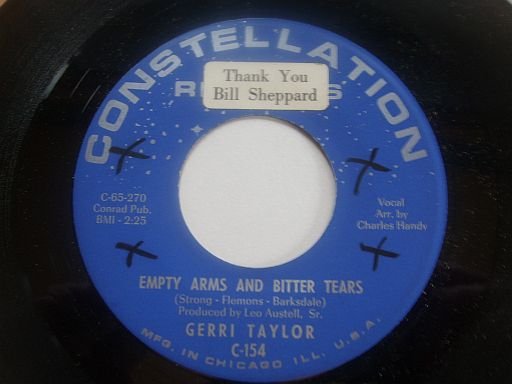 CONSTELLATION
Thank You
Bill Sheppard
C-65-270
Conrad Pub.
BMI - 2:25
Vocal
Arr. by
Charles Handy
EMPTY ARMS AND BITTER TEARS
(Strong - Flemons - Barksdale)
Produced by Leo Austell, Sr.
GERRI TAYLOR
C-154
MFG. IN CHICAGO ILL. U.S.A.